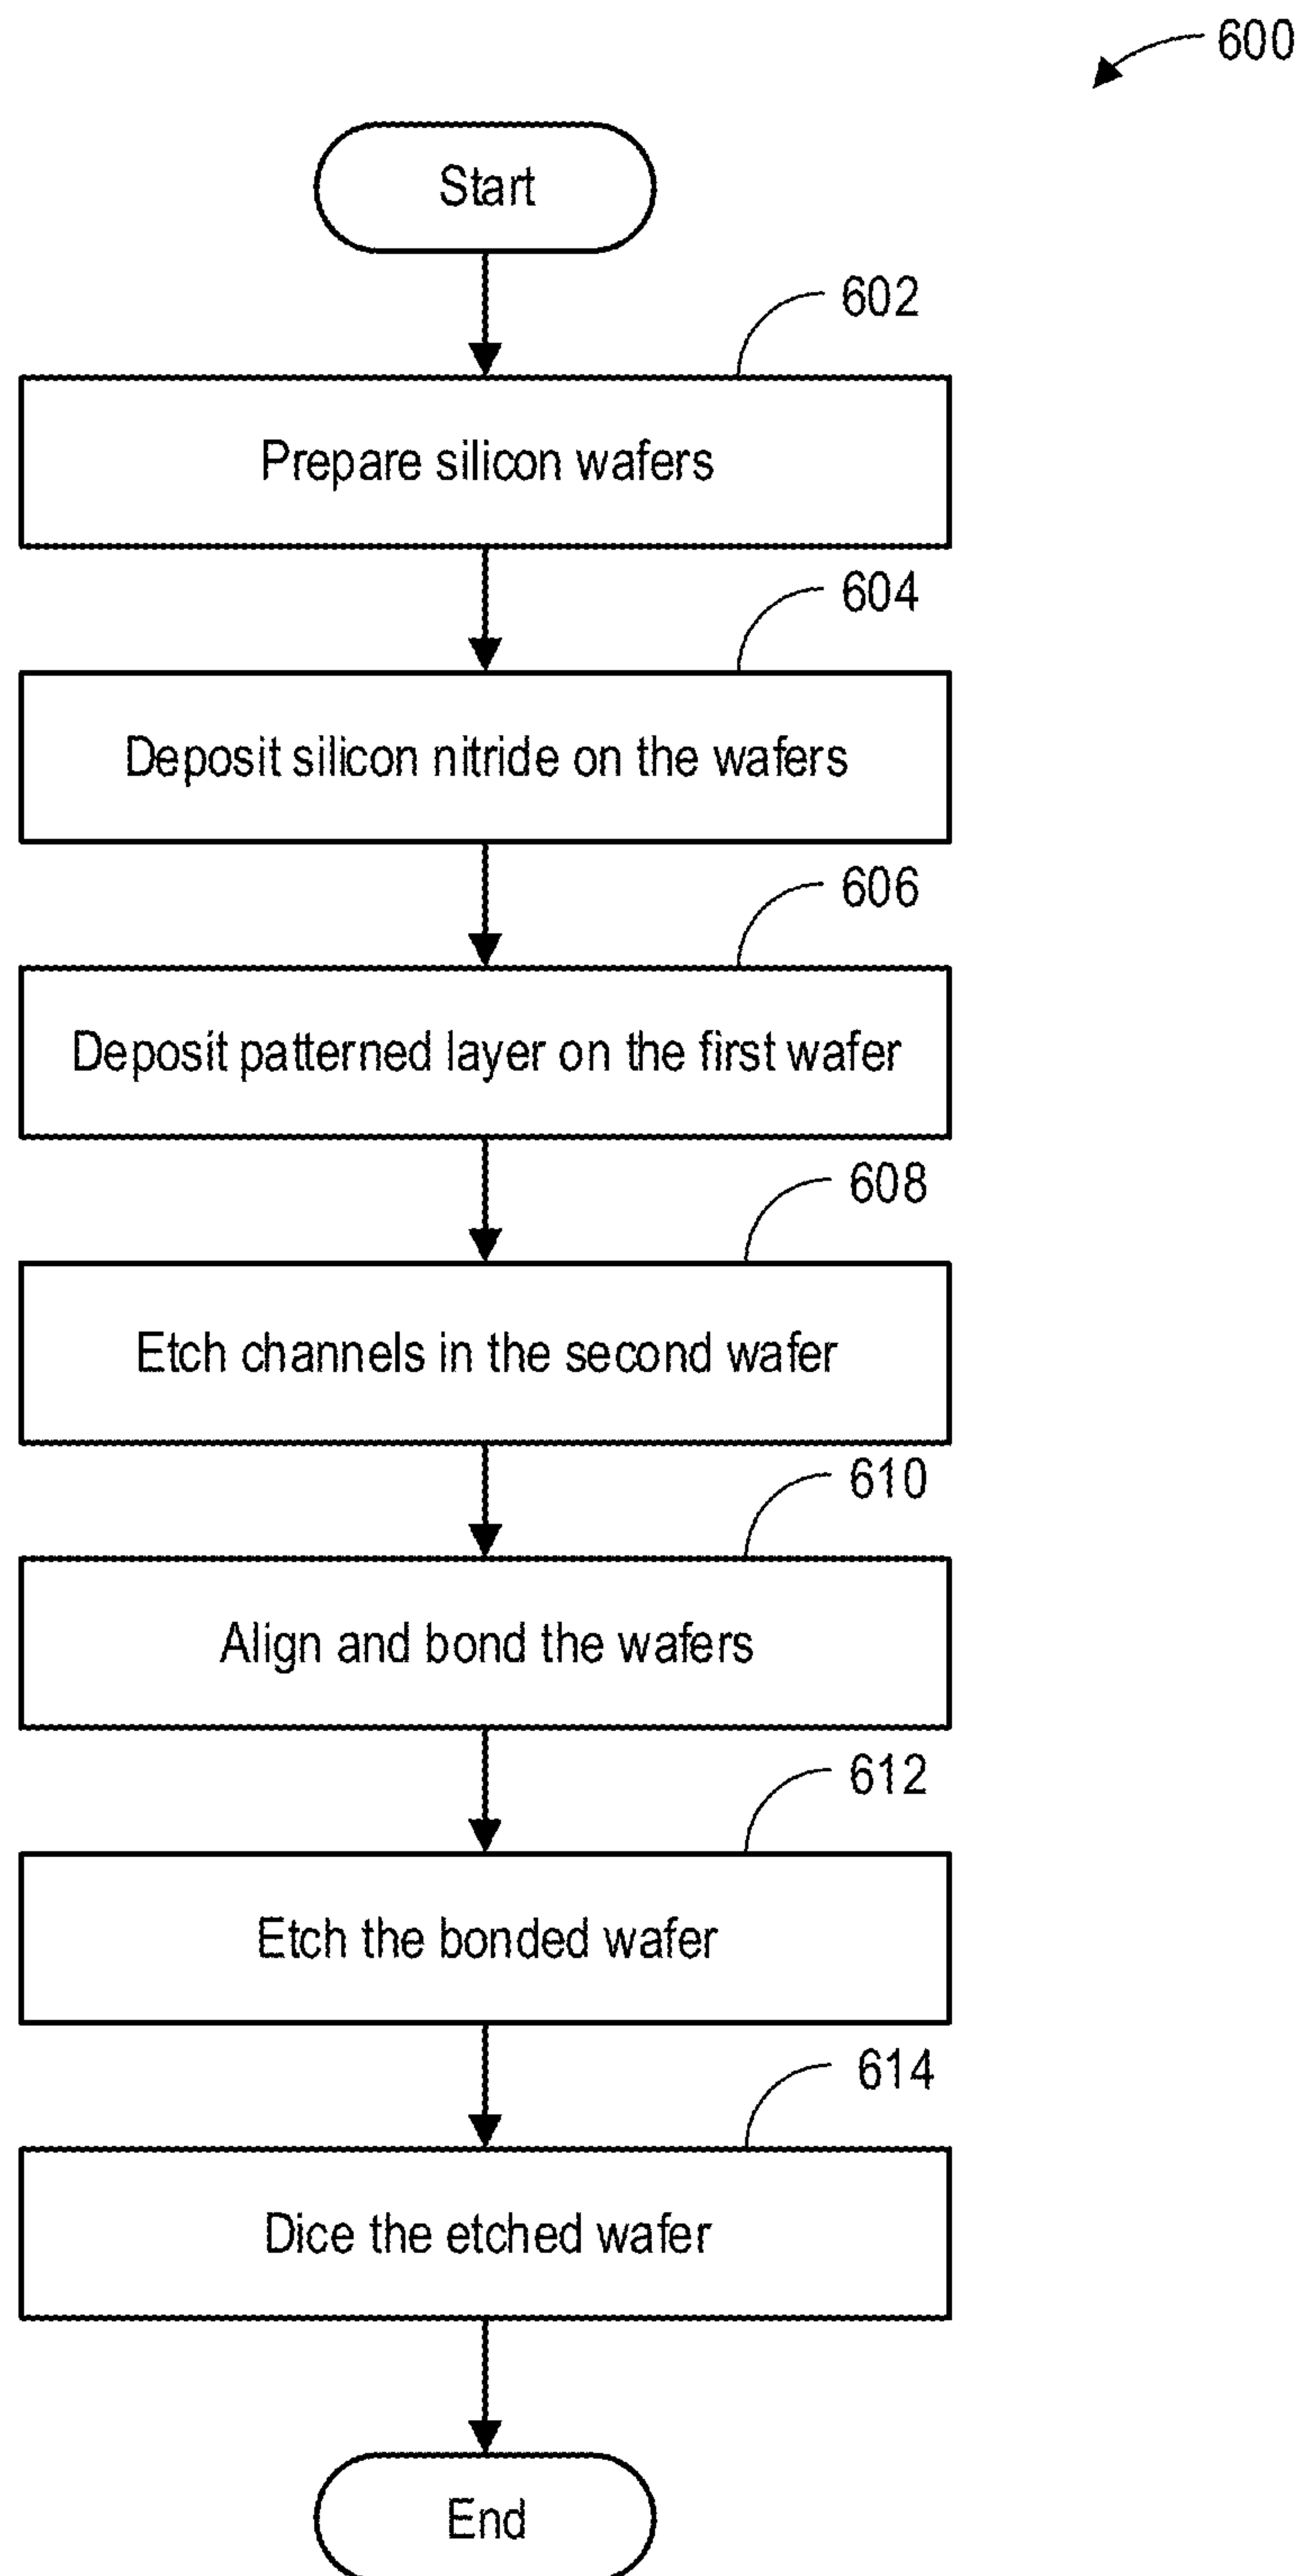 600
Start
602
Prepare silicon wafers
604
Deposit silicon nitride on the wafers
606
Deposit patterned layer on the first wafer
608
Etch channels in the second wafer
610
Align and bond the wafers
612
Etch the bonded wafer
614
Dice the etched wafer
End